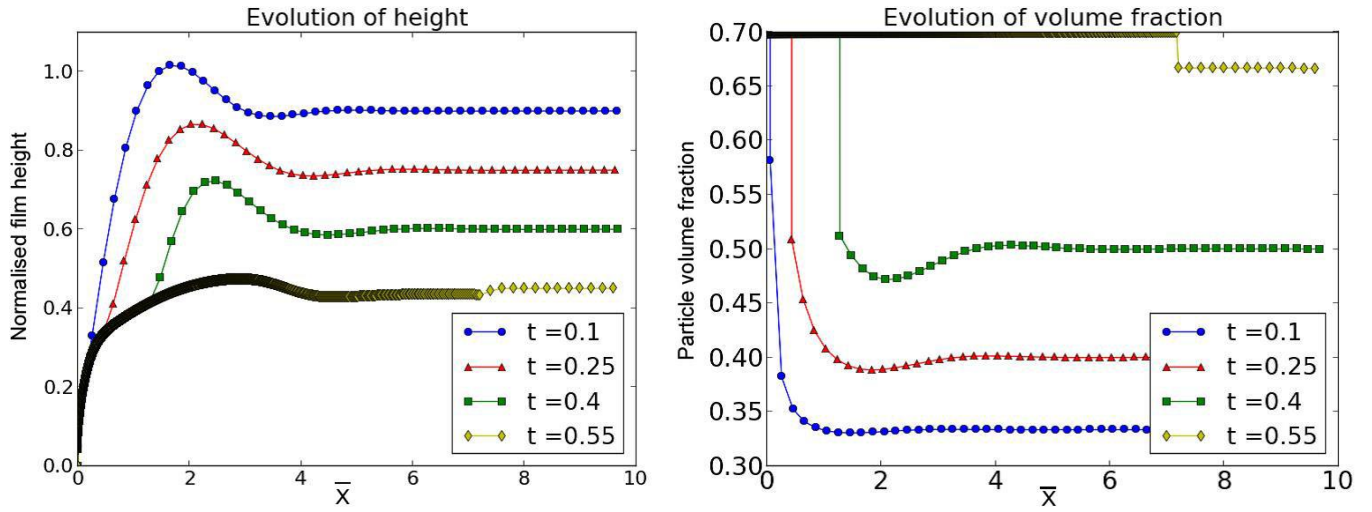 Evolution of height
Normalised film height
1.0
0.8
0.6
0.4
0.2
0.0
0
2
4
6
8
10
X
t =0.1
t =0.25
t =0.4
t =0.55
Evolution of volume fraction
Particle volume fraction
0.70
0.65
0.60
0.55
0.50
0.45
0.40
0.35
0.30
0
2
4
6
8
10
X
t =0.1
t =0.25
t =0.4
t =0.55